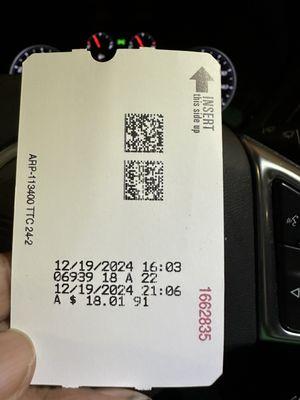 INSERT
this side up
ARP-113400 TTC 24-2
12/19/2024 16:03
06939 18 A 22
12/19/2024 21:06
A $ 18.01 91
1662835